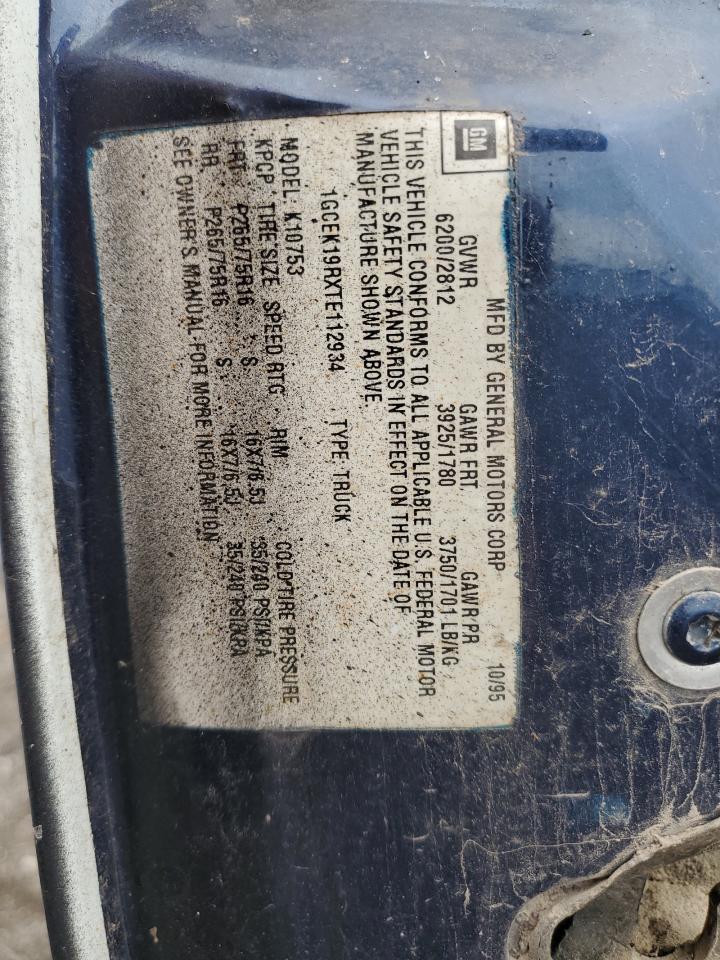 GM
MFD BY GENERAL MOTORS CORP 10/95
GVWR GAWR FRT GAWR RR
6200/2812 3925/1780 3750/1701 LB/KG
THIS VEHICLE CONFORMS TO ALL APPLICABLE U.S. FEDERAL MOTOR
VEHICLE SAFETY STANDARDS IN EFFECT ON THE DATE OF
MANUFACTURE SHOWN ABOVE.
1GCEK19RXTE112934 TYPE: TRUCK
MODEL: K10753
KPCP TIRE SIZE SPEED RTG RIM COLD TIRE PRESSURE
FRT P265/75R16 S 16X7/6.5J 35/240 PSI/KPA
RR P265/75R16 S 16X7/6.5J 35/240 PSI/KPA
SEE OWNER'S MANUAL FOR MORE INFORMATION